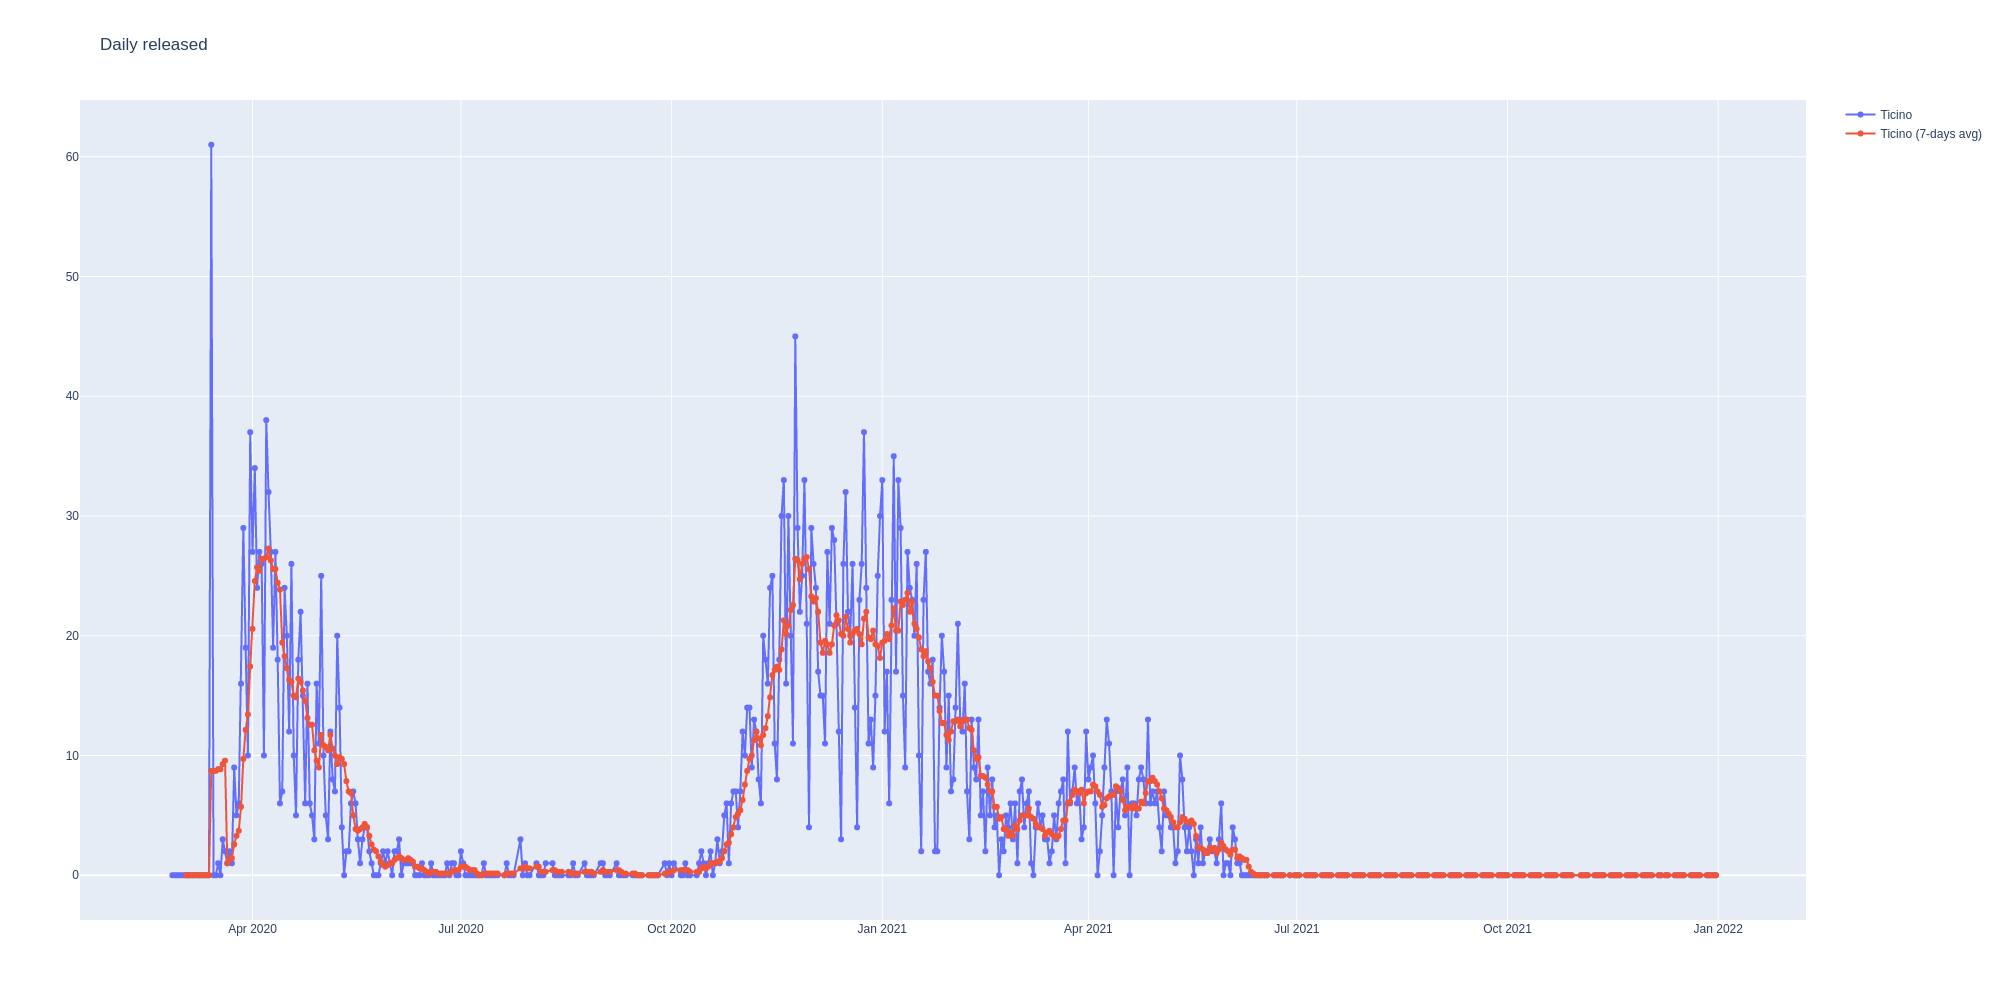 Daily released
Ticino
Ticino (7-days avg)
60
50
40
30
20
10
0
Apr 2020
Jul 2020
Oct 2020
Jan 2021
Apr 2021
Jul 2021
Oct 2021
Jan 2022